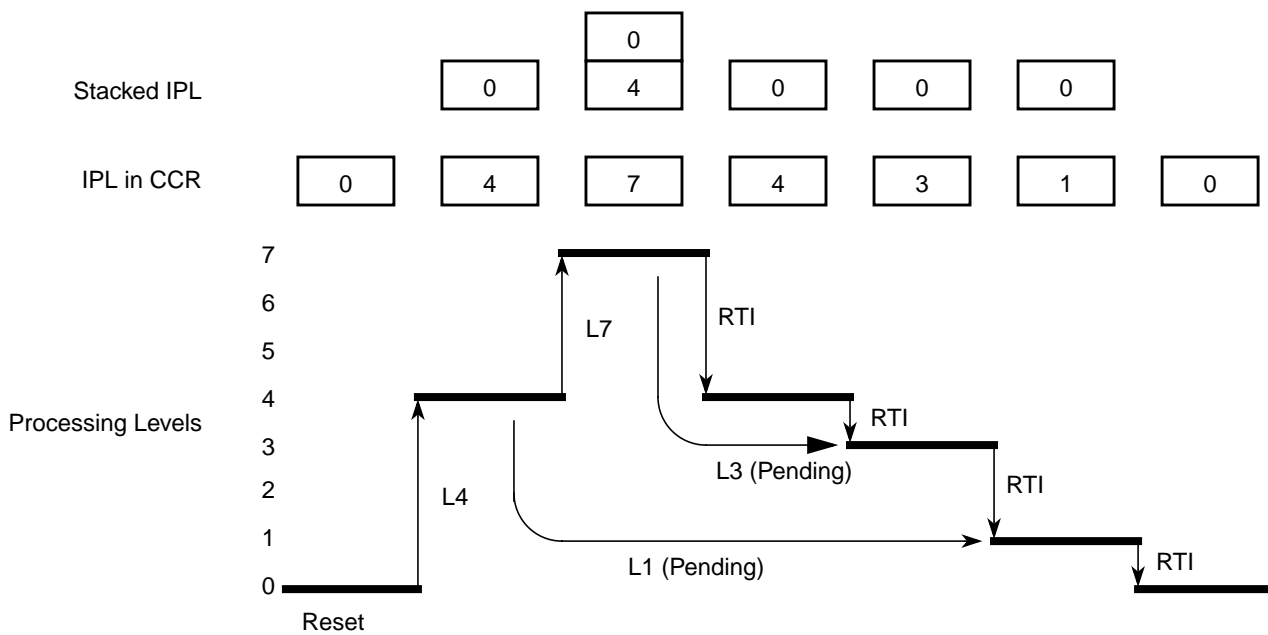 0
Stacked IPL 0 4 0 0 0
IPL in CCR 0 4 7 4 3 1 0
7
6
RTI
L7
5
4
Processing Levels
RTI
3
L3 (Pending)
2
L4
RTI
1
L1 (Pending)
RTI
0
Reset